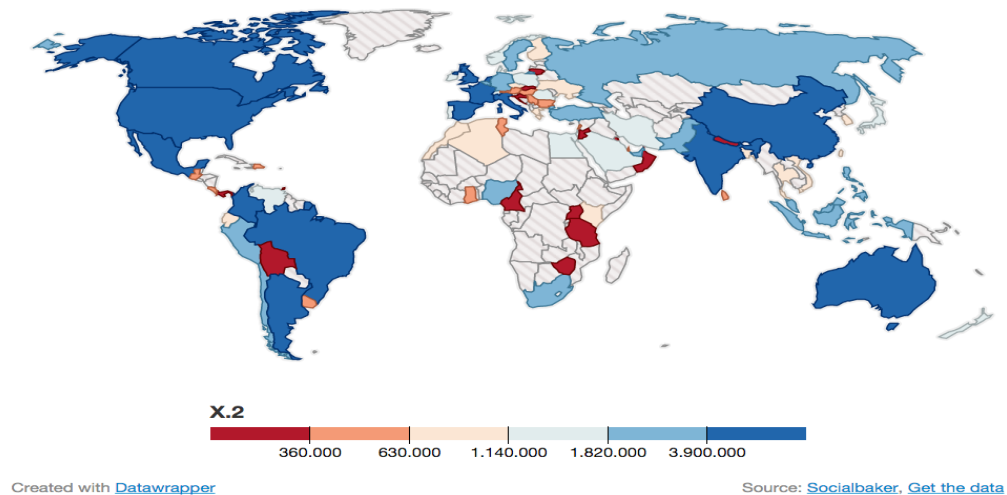 X.2
360.000 630.000 1.140.000 1.820.000 3.900.000
Created with Datawrapper
Source: Socialbaker, Get the data